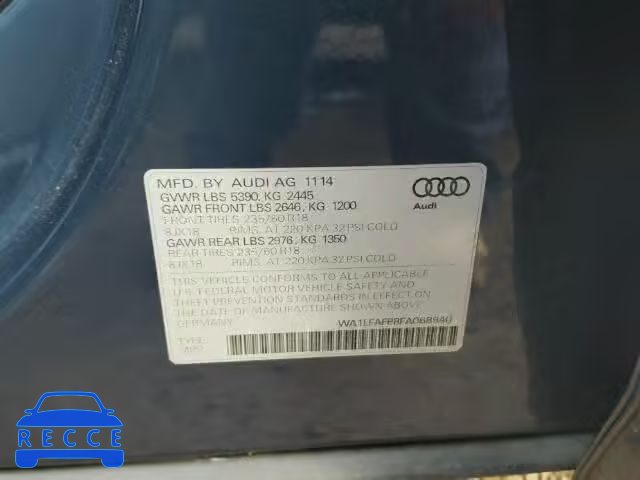 MFD. BY AUDI AG 1114
GVWR LBS 5390, KG 2445
GAWR FRONT LBS 2646, KG 1200
FRONT TIRES 235/60 R18
8JX18 RIMS, AT 220 KPA 32 PSI COLD
GAWR REAR LBS 2976, KG 1350
REAR TIRES 235/60 R18
8JX18 RIMS, AT 220 KPA 32 PSI COLD
THIS VEHICLE CONFORMS TO ALL APPLICABLE
U.S. FEDERAL MOTOR VEHICLE SAFETY AND
THEFT PREVENTION STANDARDS IN EFFECT ON
THE DATE OF MANUFACTURE SHOWN ABOVE.
TYPE:
Audi
RECCE